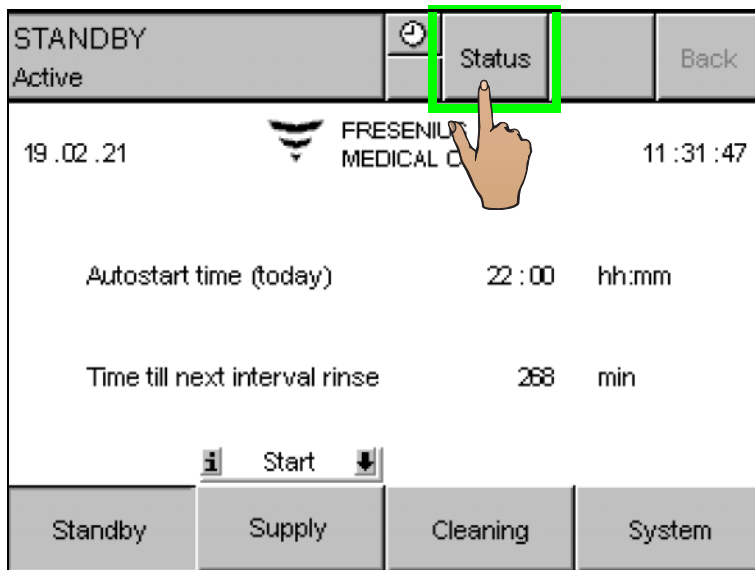 STANDBY
Active
Status
Back
19.02.21
FRESENIUS
MEDICAL
11:31:47
Autostart time (today) 22:00 hh:mm
Time till next interval rinse 268 min
i Start
Standby Supply Cleaning System